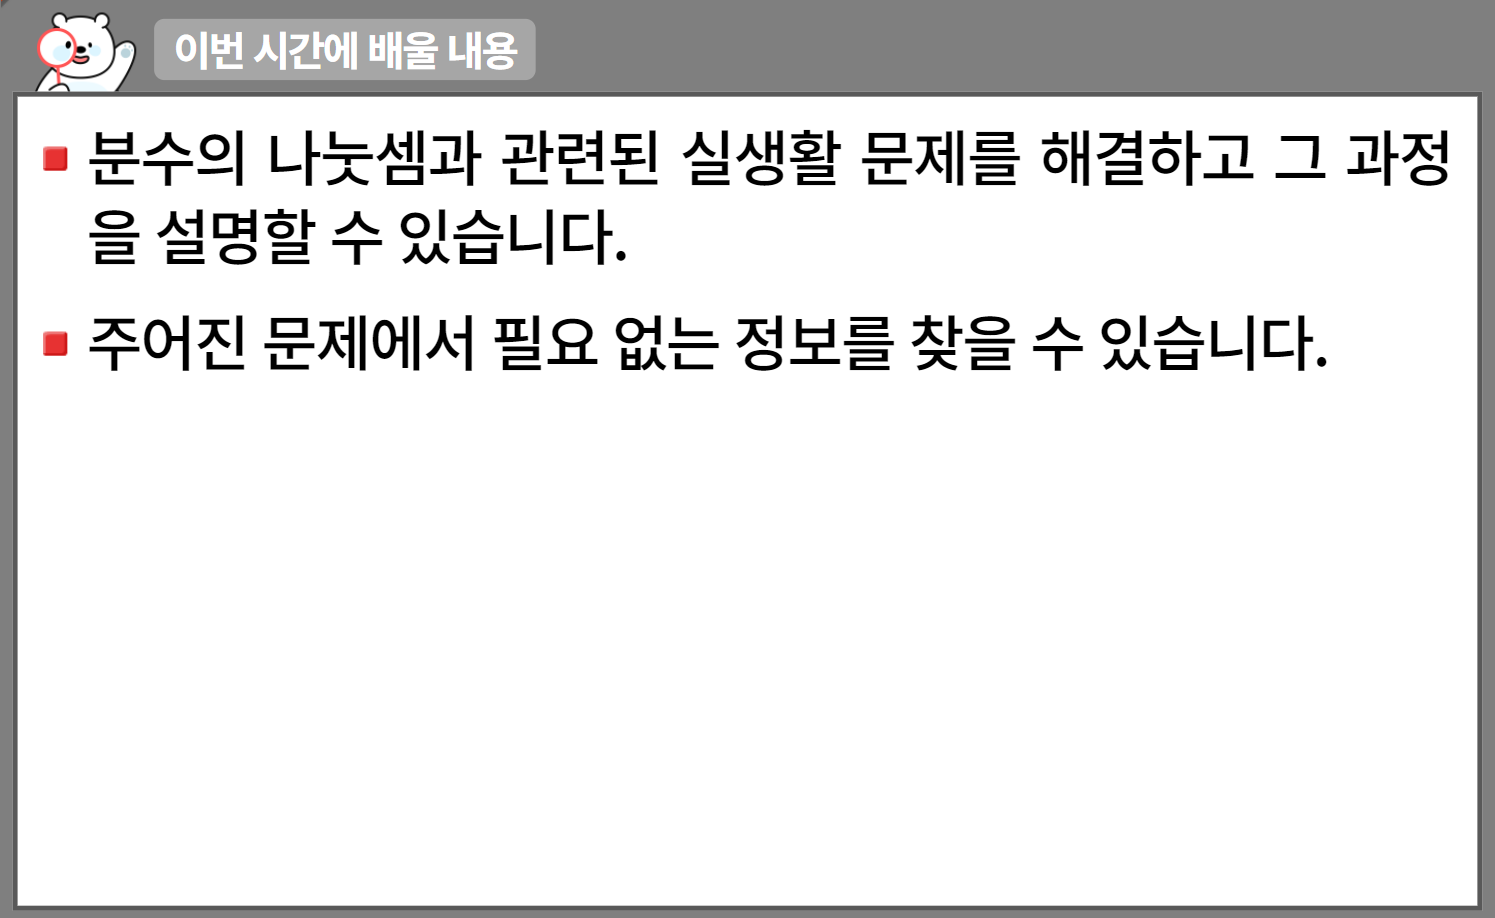 이번 시간에 배울 내용
분수의 나눗셈과 관련된 실생활 문제를 해결하고 그 과정
을 설명할 수 있습니다.
주어진 문제에서 필요 없는 정보를 찾을 수 있습니다.